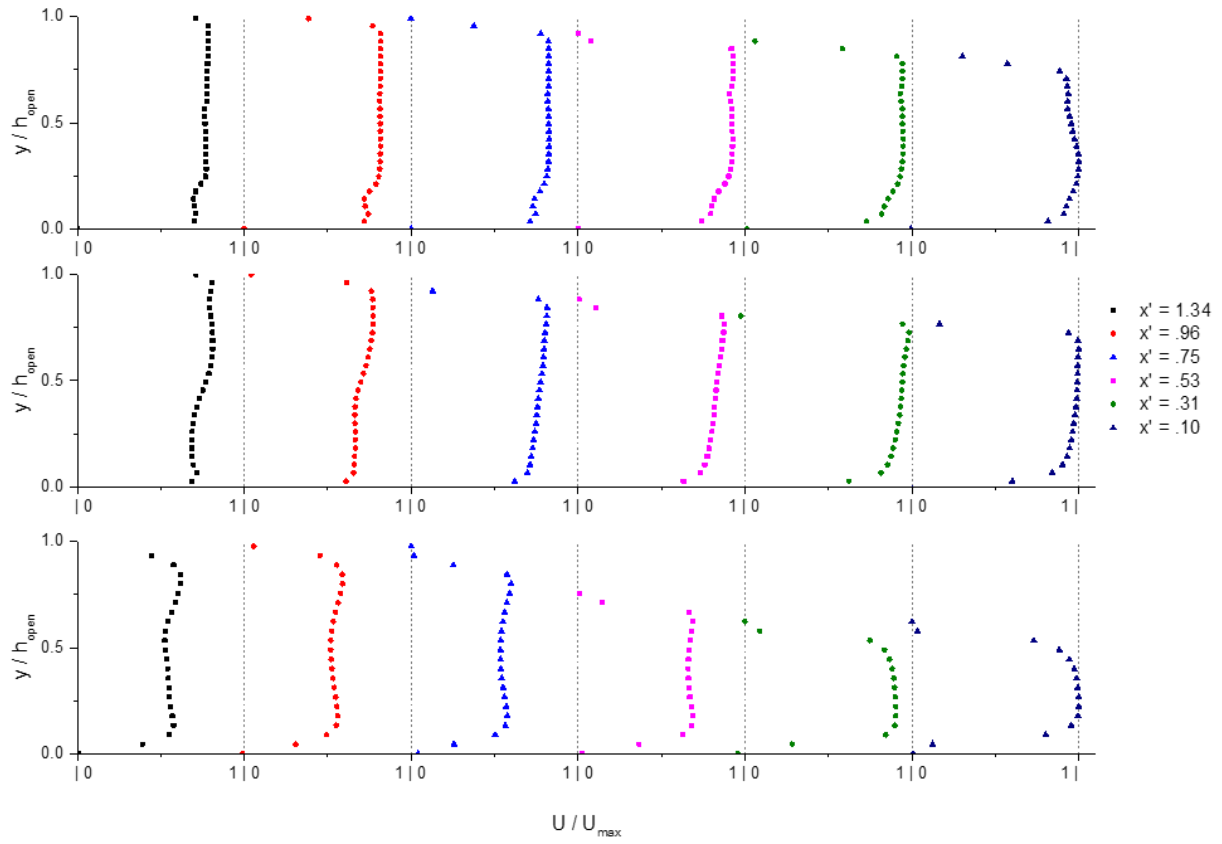 1.0
y / h_open
0.5
0.0
| 0 1 | 0 1 | 0 1 | 0 1 | 0 1 | 0 1 |
1.0
y / h_open
0.5
0.0
| 0 1 | 0 1 | 0 1 | 0 1 | 0 1 | 0 1 |
x' = 1.34
x' = .96
x' = .75
x' = .53
x' = .31
x' = .10
1.0
y / h_open
0.5
0.0
| 0 1 | 0 1 | 0 1 | 0 1 | 0 1 | 0 1 |
U / U_max